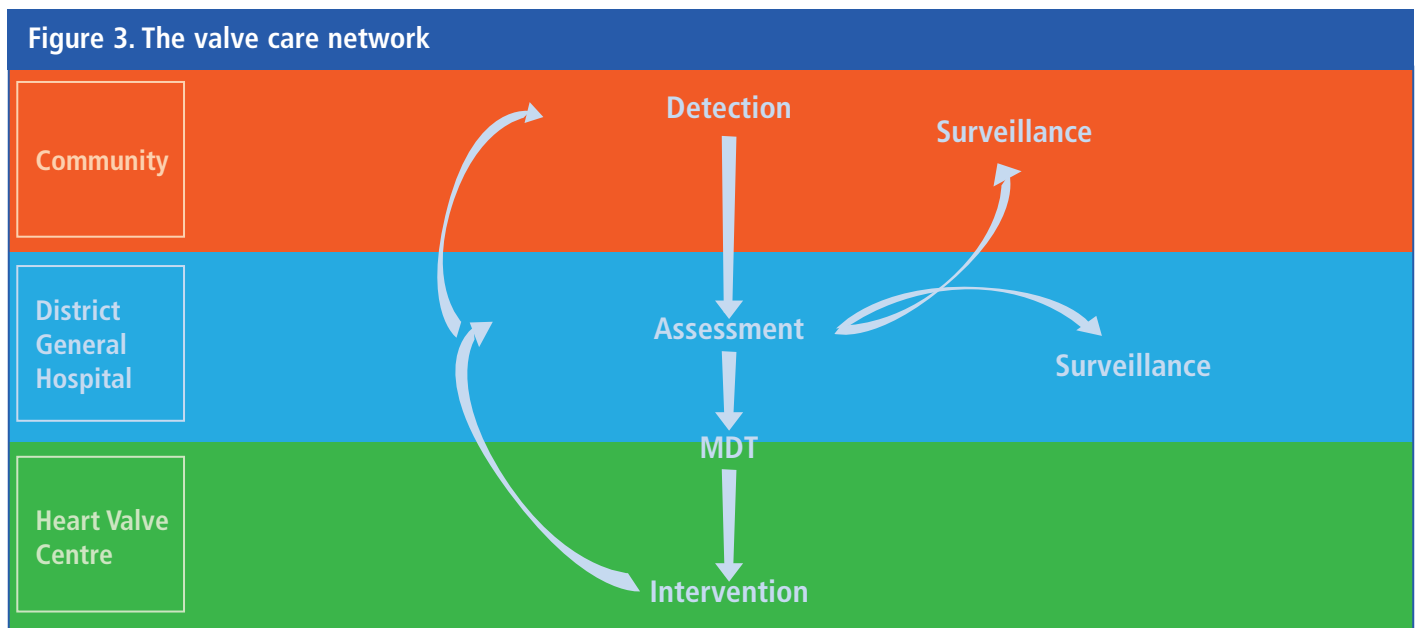 Figure 3. The valve care network
Community
Detection
Surveillance
District
General
Hospital
Assessment
Surveillance
MDT
Heart Valve
Centre
Intervention